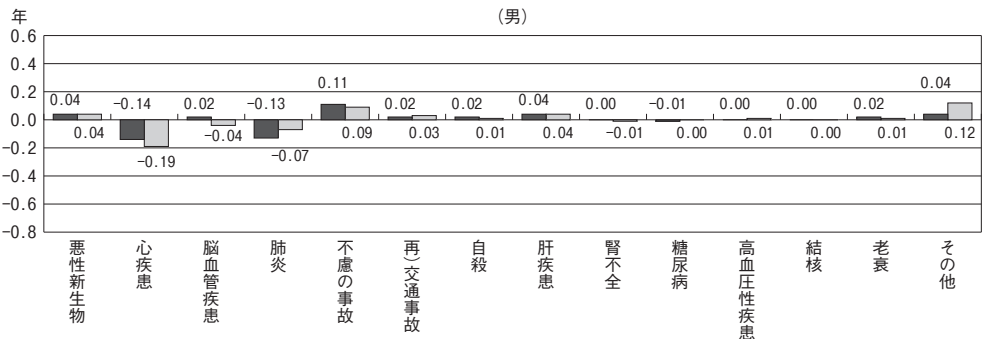 年
(男)
0.6
0.4
0.2
0.0
-0.2
-0.4
-0.6
-0.8
0.04 -0.14 0.02 -0.13 0.11 0.02 0.02 0.04 0.00 -0.01 0.00 0.00 0.02 0.04
0.04 -0.19 -0.04 -0.07 0.09 0.03 0.01 0.04 -0.01 0.00 0.01 0.00 0.01 0.12
悪性新生物
心疾患
脳血管疾患
肺炎
不慮の事故
再)交通事故
自殺
肝疾患
腎不全
糖尿病
高血圧性疾患
結核
老衰
その他